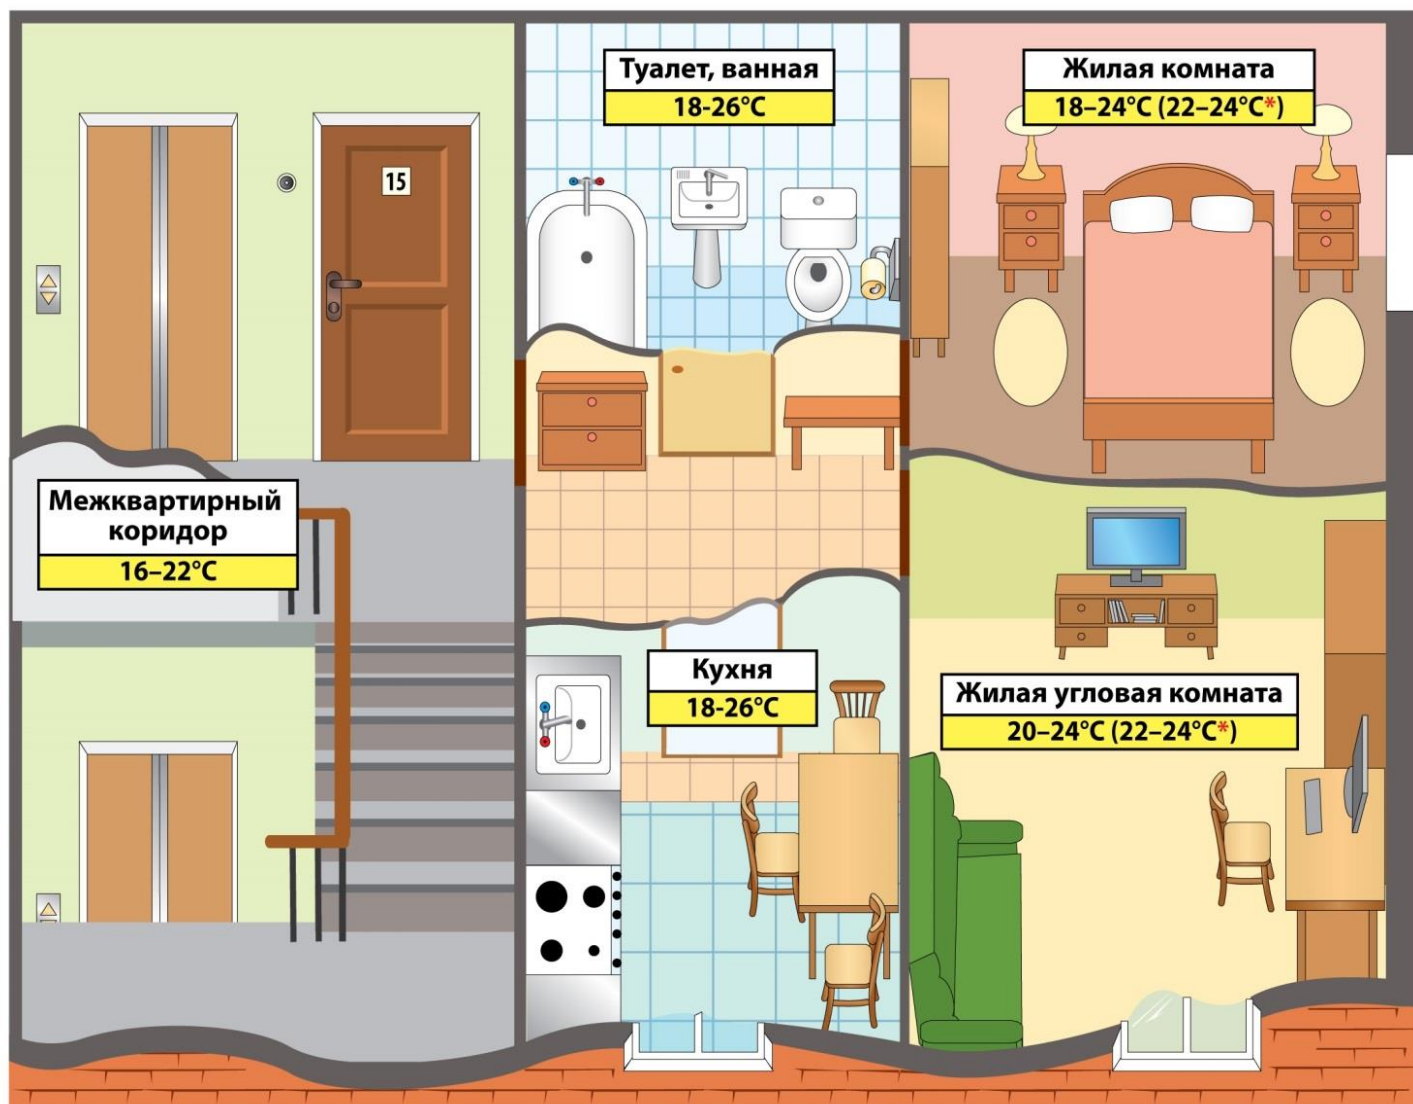 Туалет, ванная
18-26°C
Жилая комната
18–24°C (22–24°C*)
15
Межквартирный
коридор
16–22°C
Кухня
18-26°C
Жилая угловая комната
20–24°C (22–24°C*)